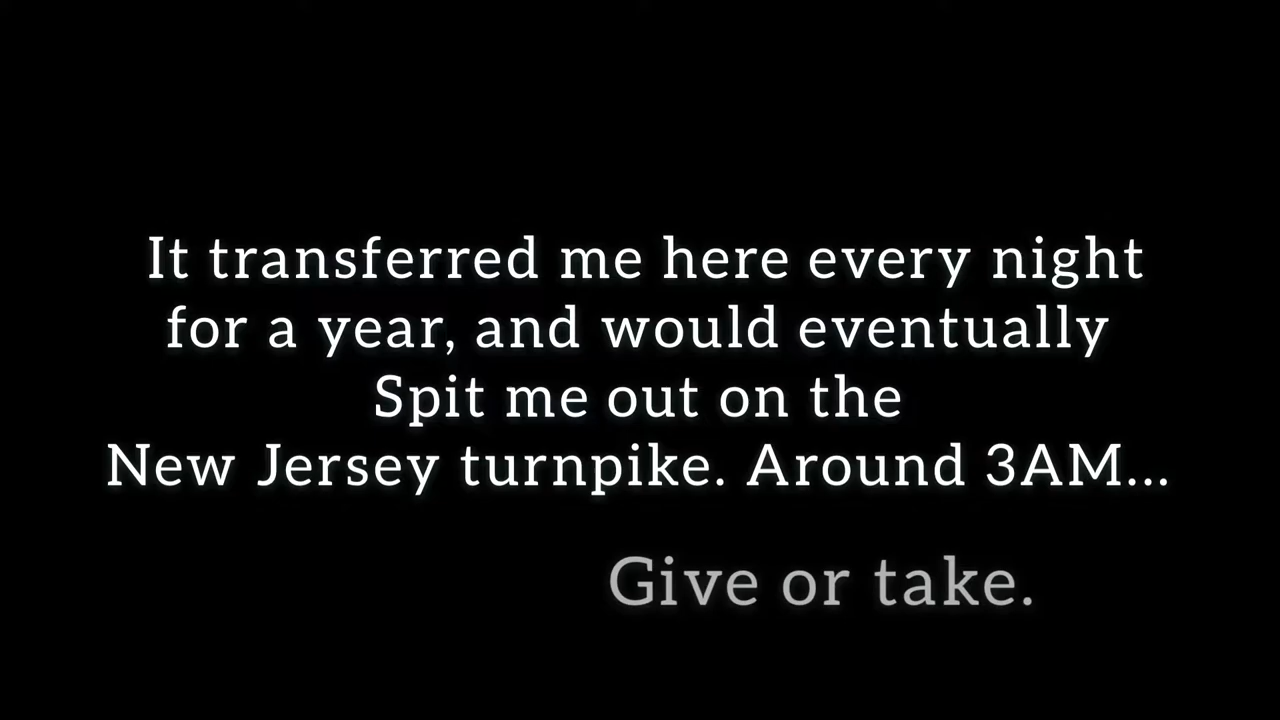 It transferred me here every night
for a year, and would eventually
Spit me out on the
New Jersey turnpike. Around 3AM...
Give or take.